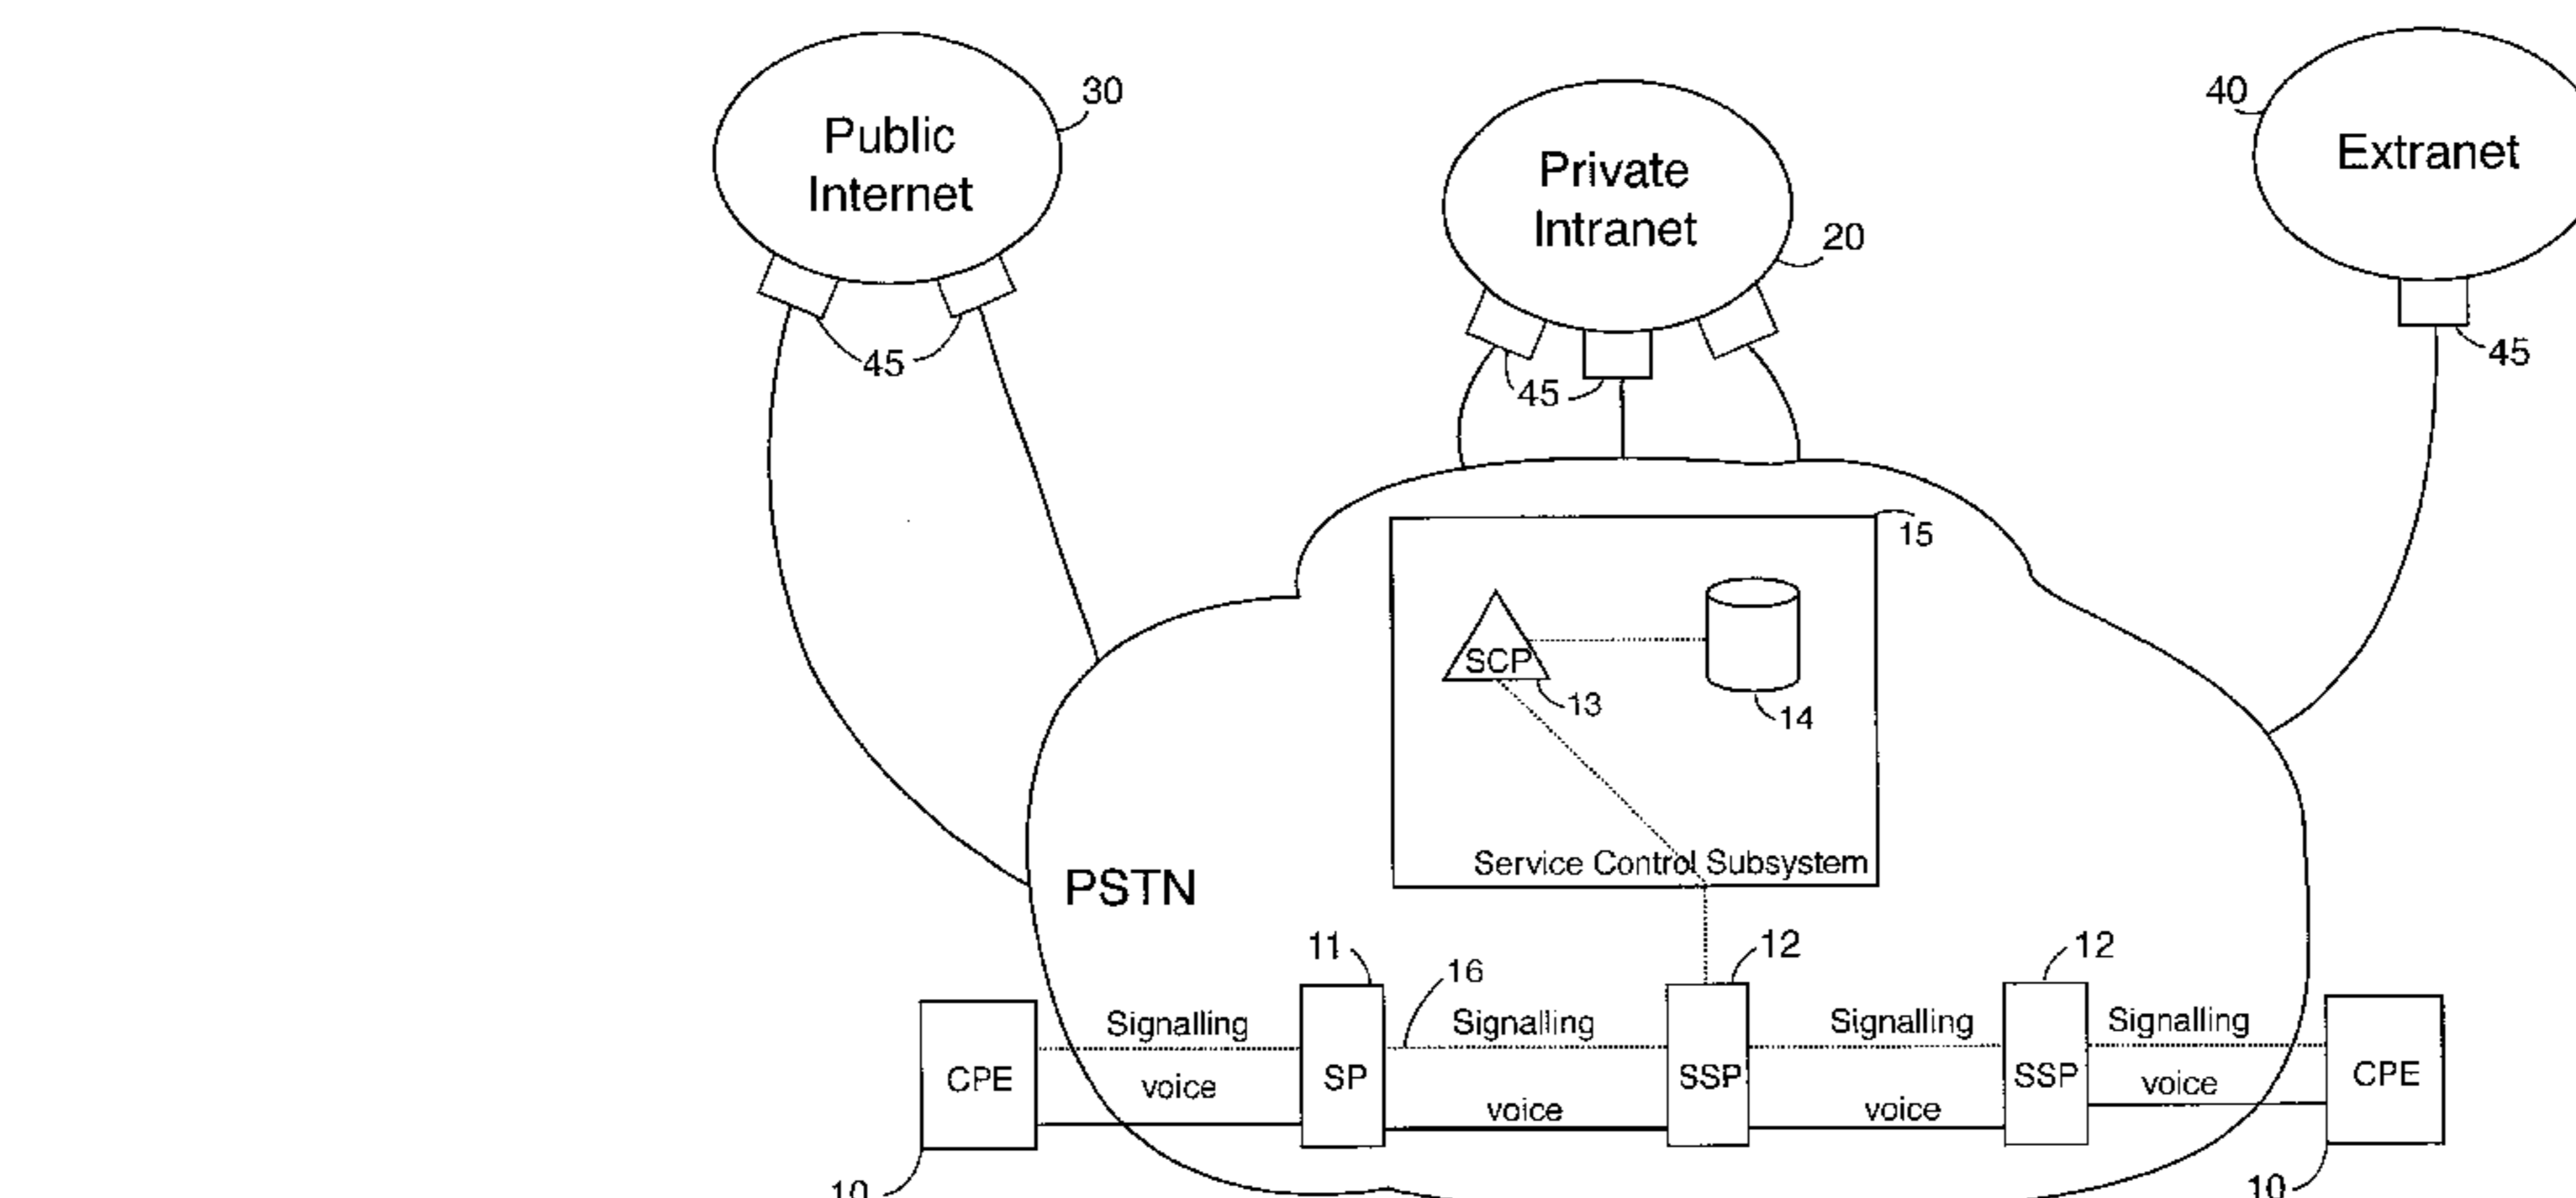 30
Public
Internet
45
Private
Intranet
20
45
40
Extranet
45
15
SCP
13
14
Service Control Subsystem
PSTN
11
16
12
12
CPE
Signalling
voice
SP
Signalling
voice
SSP
Signalling
voice
SSP
Signalling
voice
CPE
10
10